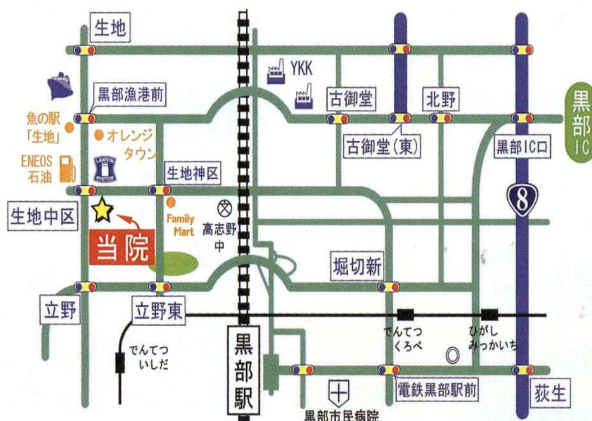 生地
YKK
黒部漁港前
古御堂
北野
魚の駅
「生地」
オレンジ
タウン
古御堂(東)
黒部IC口
黒部IC
ENEOS
石油
生地神区
8
生地中区
Family
Mart
高志野
中
当院
堀切新
立野
立野東
でんてつ
いしだ
黒部駅
でんてつ
くろべ
ひがし
みっかいち
電鉄黒部駅前
荻生
黒部市民病院